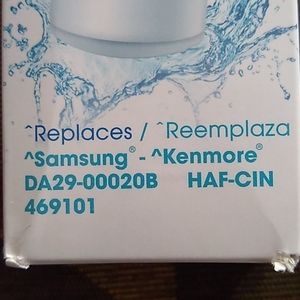 ^Replaces / ^Reemplaza
^Samsung® - ^Kenmore®
DA29-00020B HAF-CIN
469101